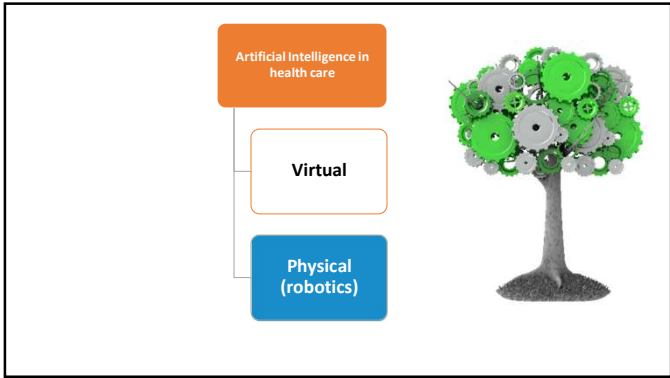 Artificial Intelligence in
health care
Virtual
Physical
(robotics)